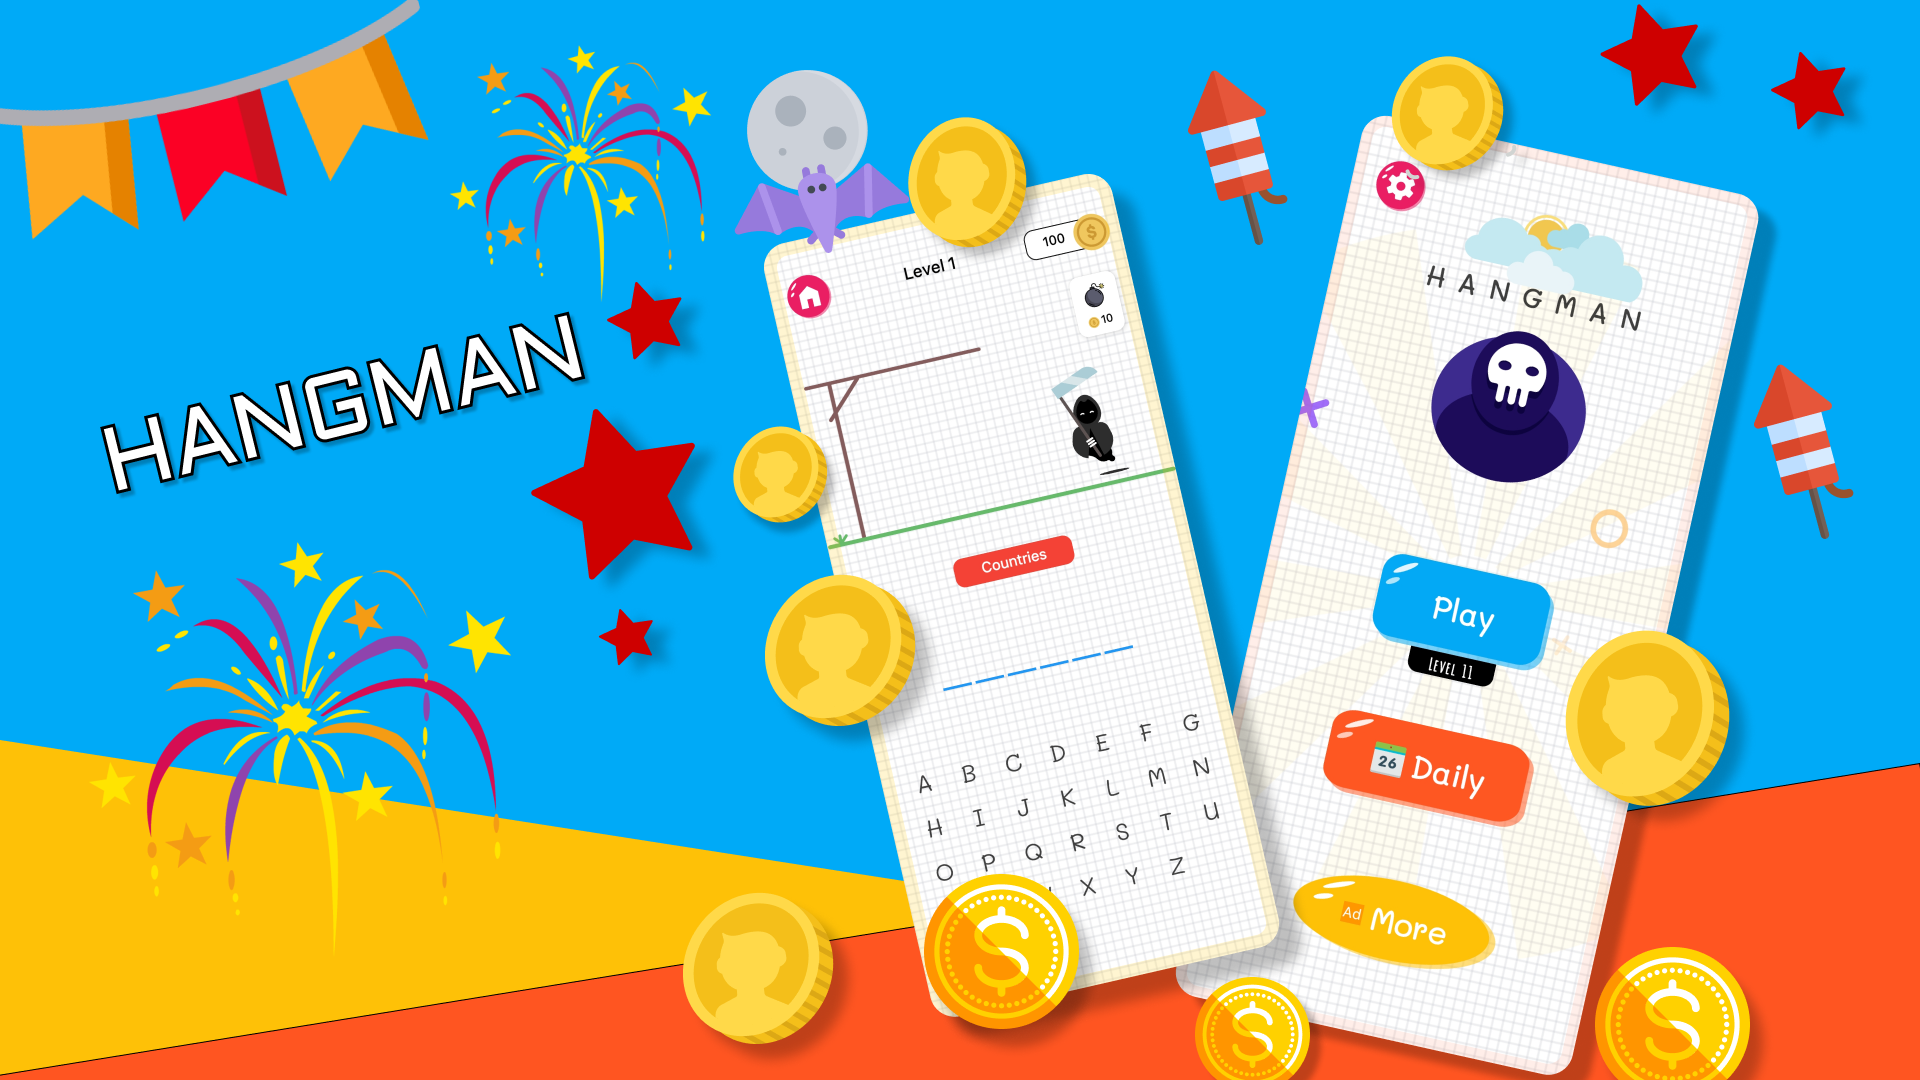 HANGMAN
Level 1
100
10
Countries
A B C D E F G
H I J K L M N
O P Q R S T U
X Y Z
HANGMAN
Play
LEVEL 11
26 Daily
Ad More